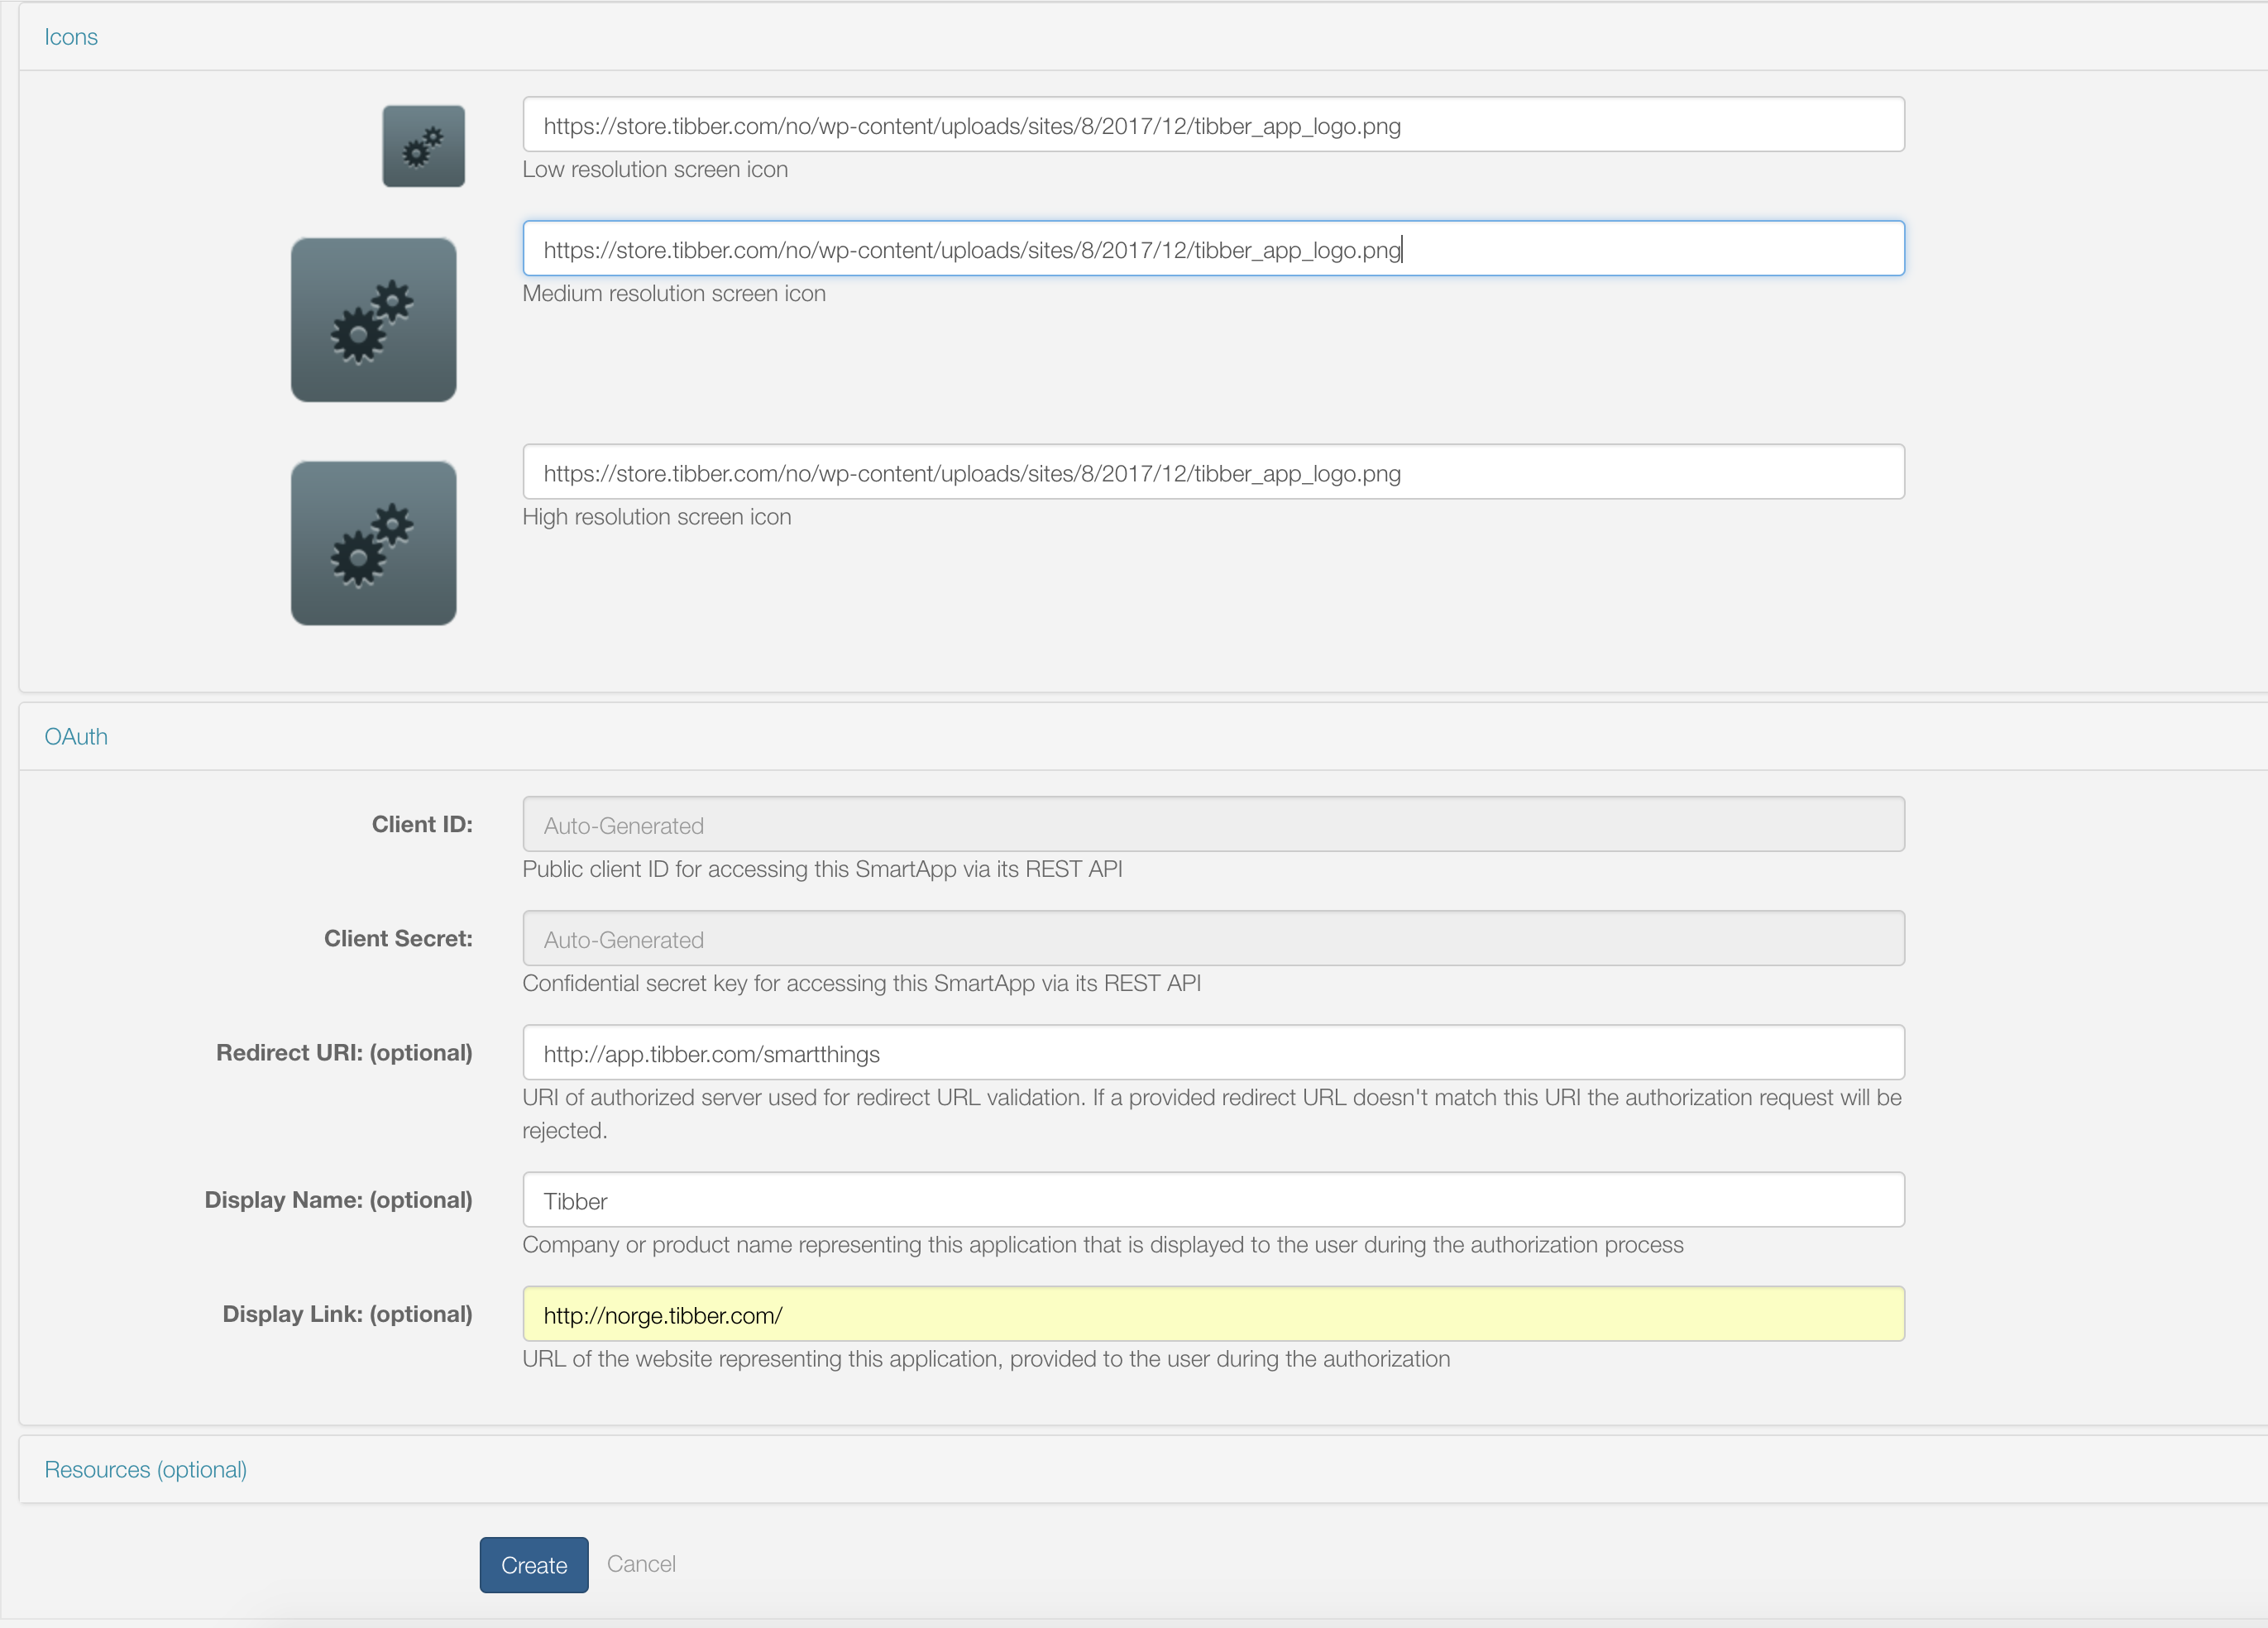 Icons
https://store.tibber.com/no/wp-content/uploads/sites/8/2017/12/tibber_app_logo.png
Low resolution screen icon
https://store.tibber.com/no/wp-content/uploads/sites/8/2017/12/tibber_app_logo.png
Medium resolution screen icon
https://store.tibber.com/no/wp-content/uploads/sites/8/2017/12/tibber_app_logo.png
High resolution screen icon
OAuth
Client ID:
Auto-Generated
Public client ID for accessing this SmartApp via its REST API
Client Secret:
Auto-Generated
Confidential secret key for accessing this SmartApp via its REST API
Redirect URI: (optional)
http://app.tibber.com/smartthings
URI of authorized server used for redirect URL validation. If a provided redirect URL doesn't match this URI the authorization request will be
rejected.
Display Name: (optional)
Tibber
Company or product name representing this application that is displayed to the user during the authorization process
Display Link: (optional)
http://norge.tibber.com/
URL of the website representing this application, provided to the user during the authorization
Resources (optional)
Create
Cancel